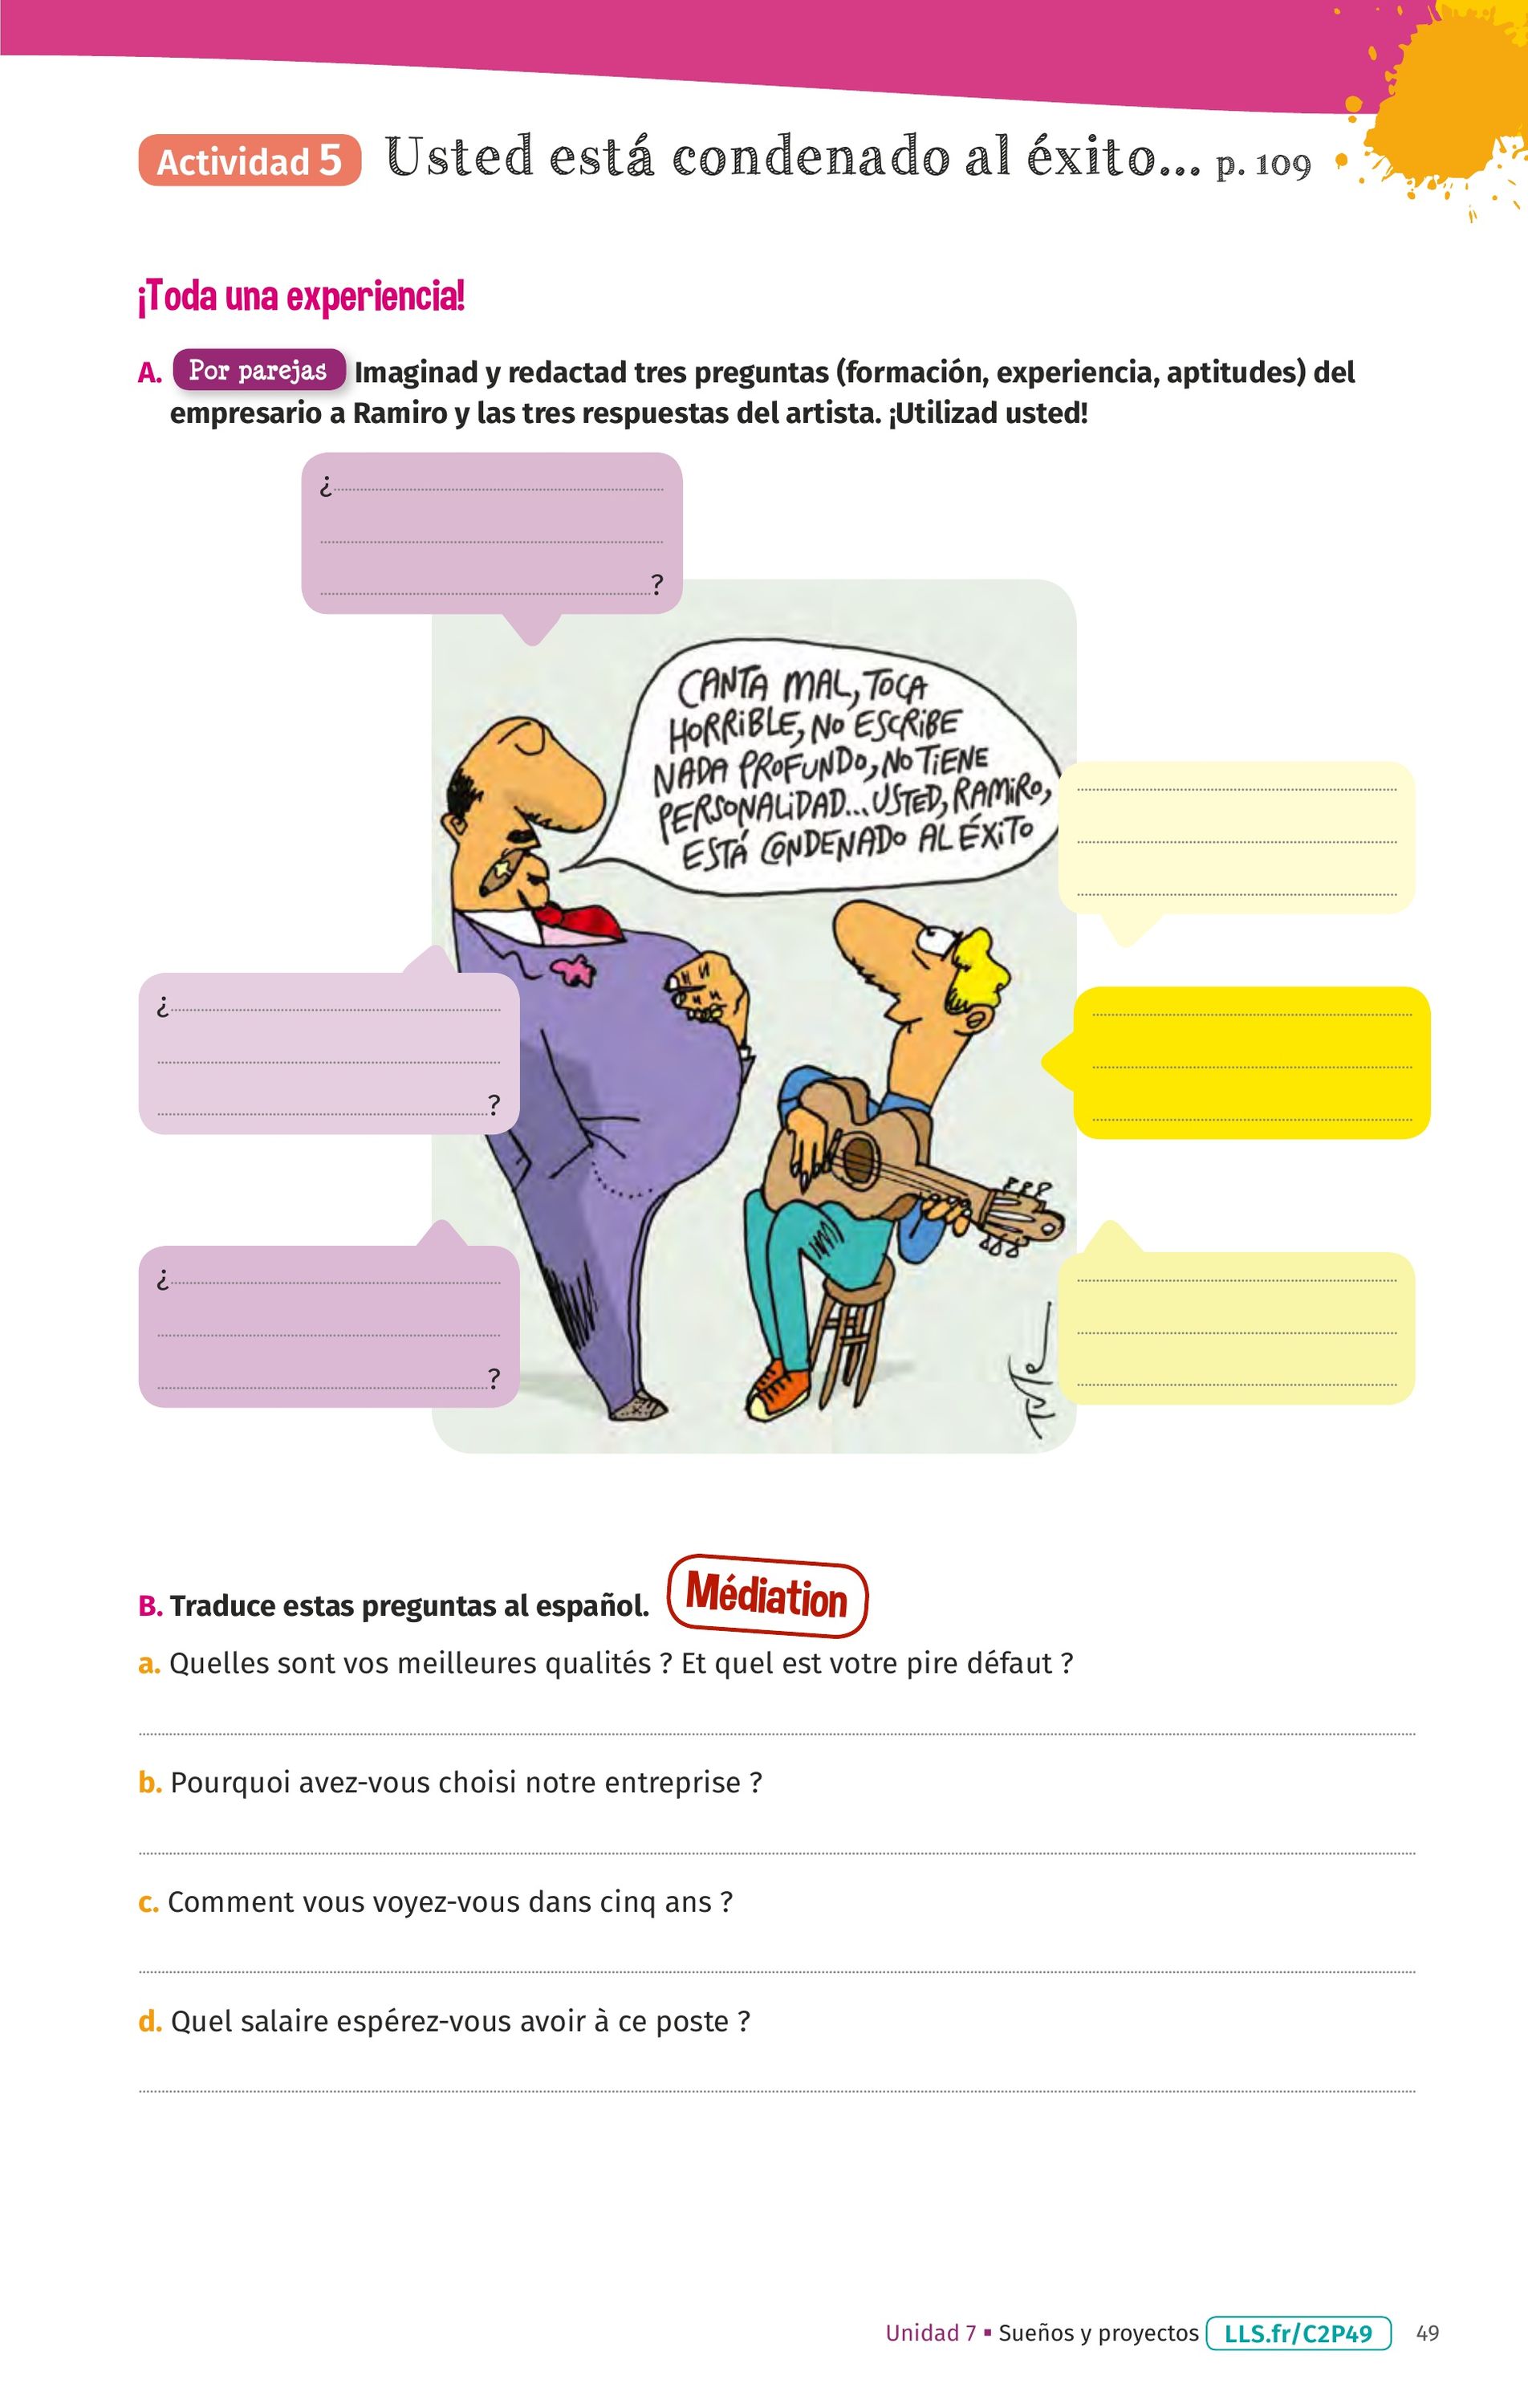 Actividad 5 Usted está condenado al éxito... p. 109
¡Toda una experiencia!
A. Por parejas Imaginad y redactad tres preguntas (formación, experiencia, aptitudes) del
empresario a Ramiro y las tres respuestas del artista. ¡Utilizad usted!
¿
?
CANTA MAL, TOCA
HORRIBLE, NO ESCRIBE
NADA PROFUNDO, NO TIENE
PERSONALIDAD... USTED, RAMIRO,
ESTÁ CONDENADO AL ÉXITO
¿
?
¿
?
TUTE
B. Traduce estas preguntas al español. Médiation
a. Quelles sont vos meilleures qualités ? Et quel est votre pire défaut ?
b. Pourquoi avez-vous choisi notre entreprise ?
c. Comment vous voyez-vous dans cinq ans ?
d. Quel salaire espérez-vous avoir à ce poste ?
Unidad 7 ▪ Sueños y proyectos LLS.fr/C2P49 49